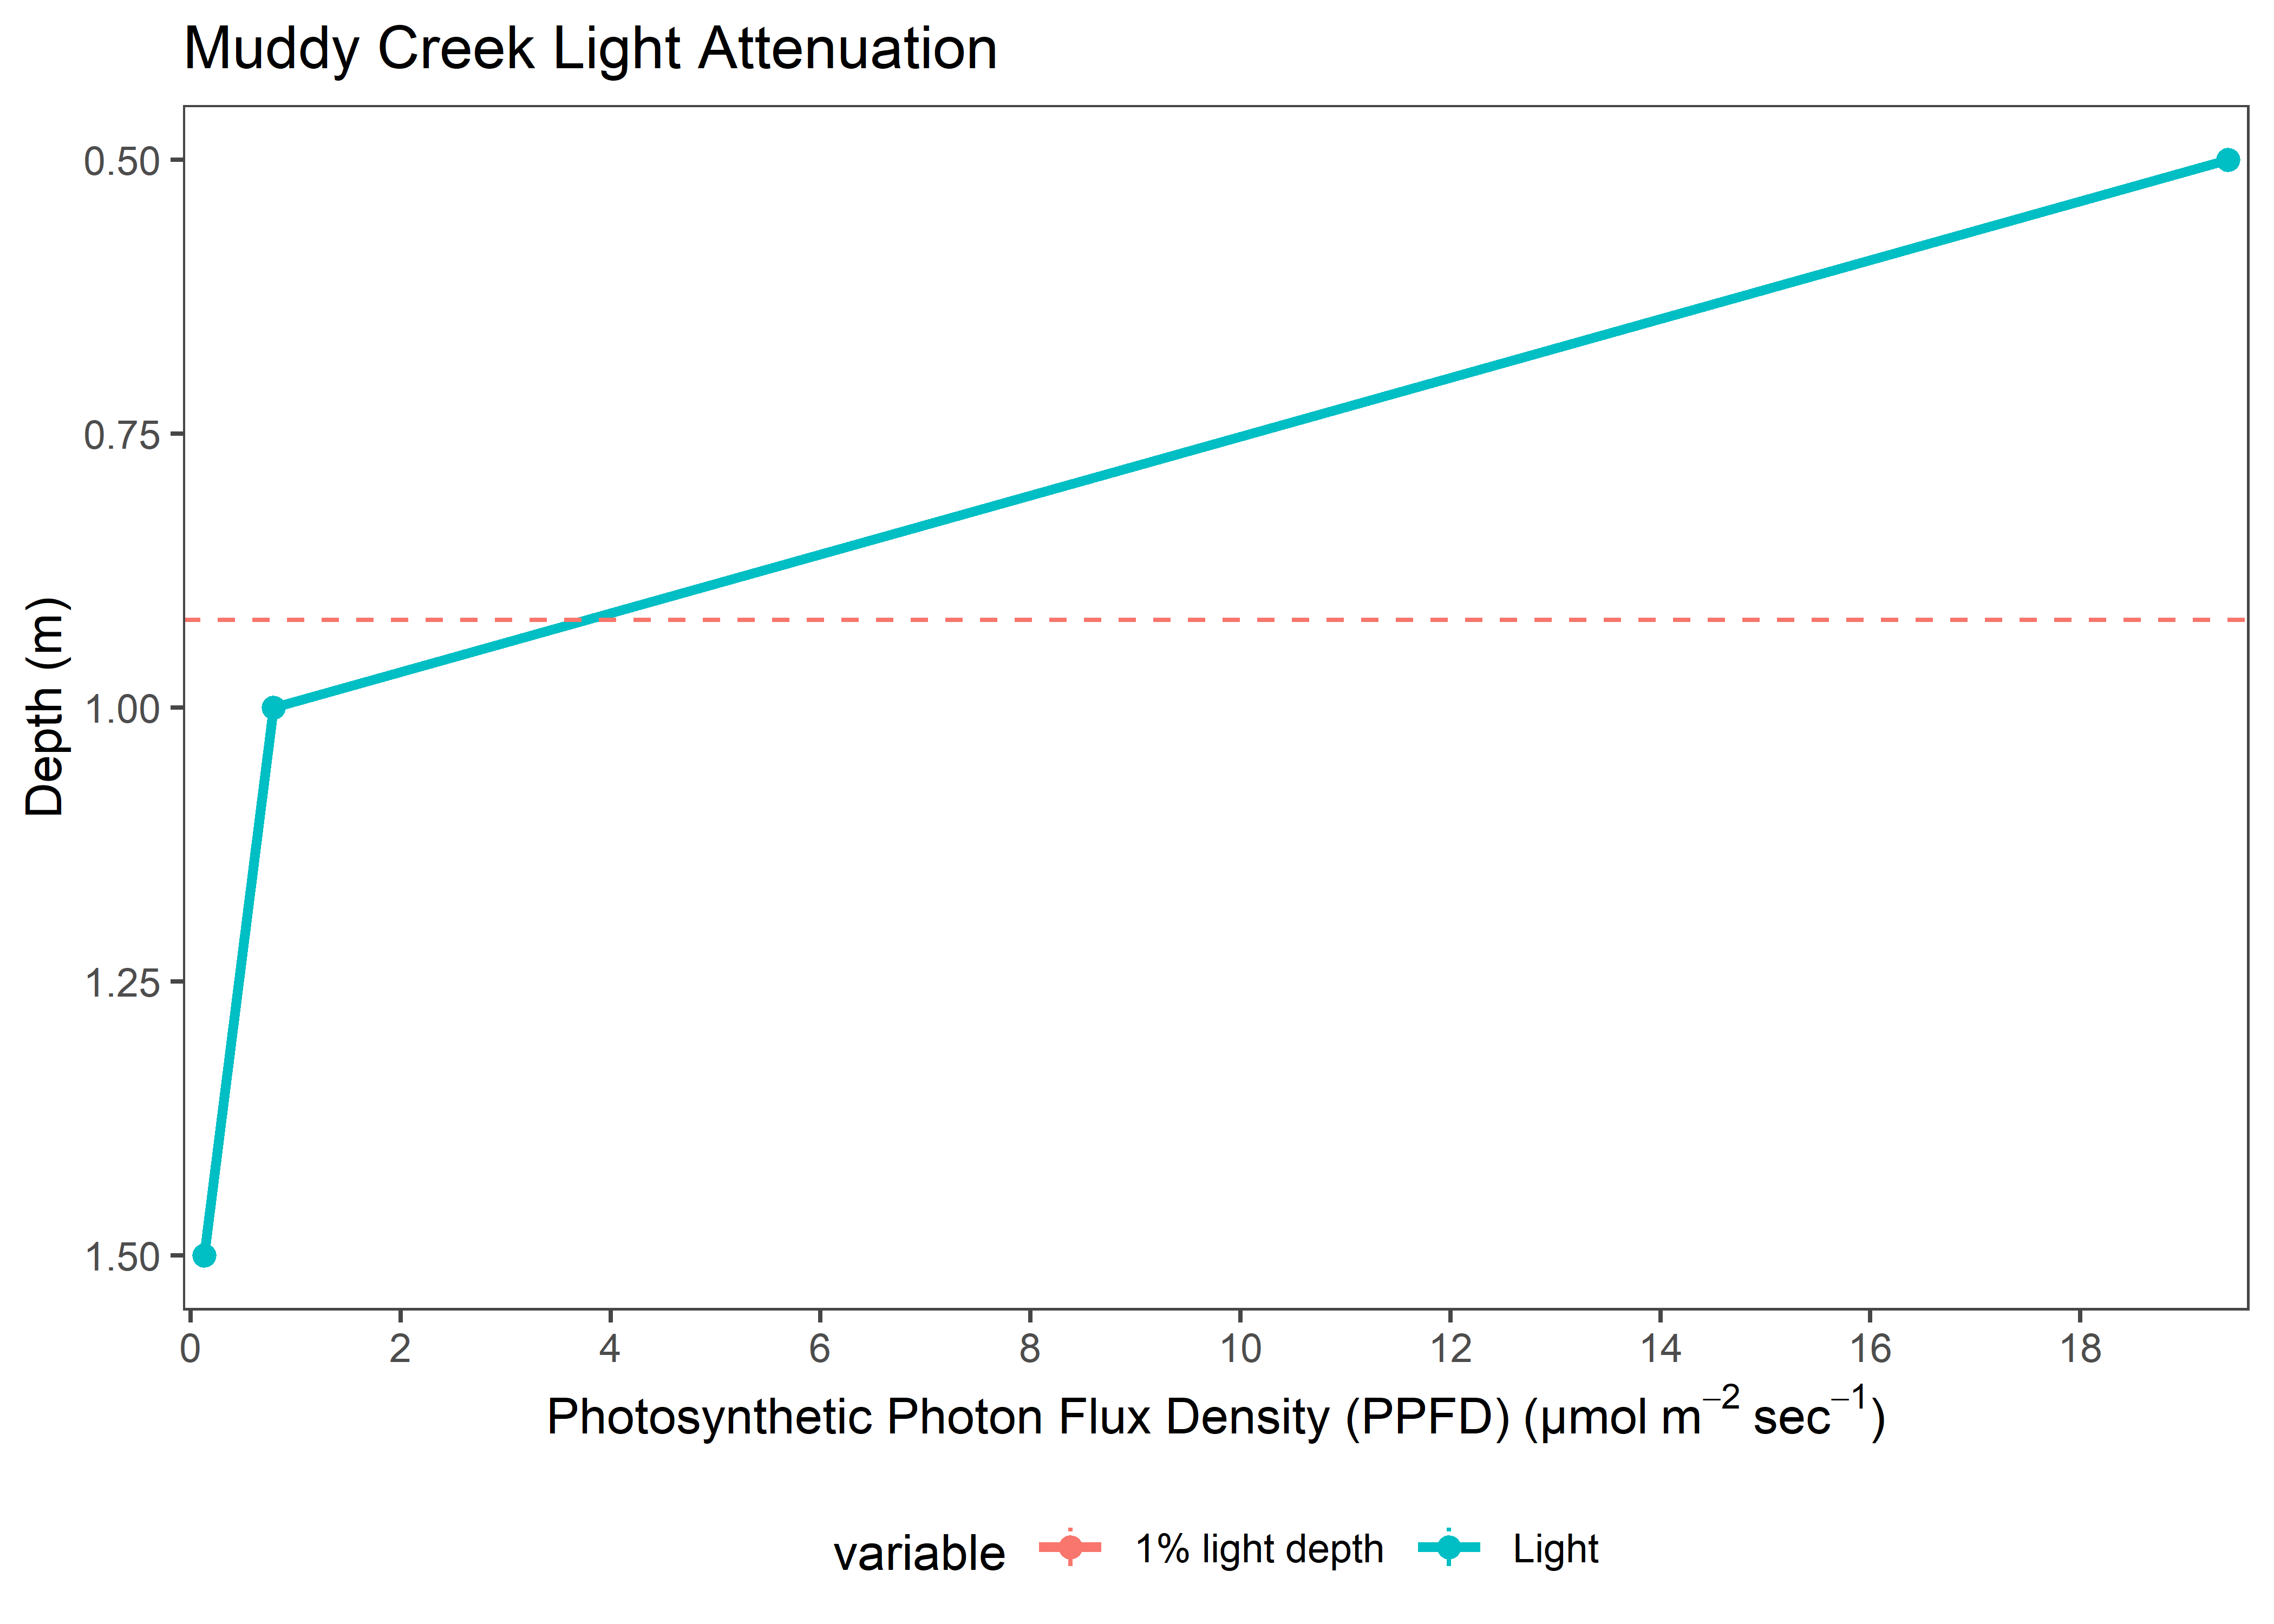 Muddy Creek Light Attenuation
Depth (m)
0.50
0.75
1.00
1.25
1.50
0 2 4 6 8 10 12 14 16 18
Photosynthetic Photon Flux Density (PPFD) (µmol m⁻² sec⁻¹)
variable 1% light depth Light